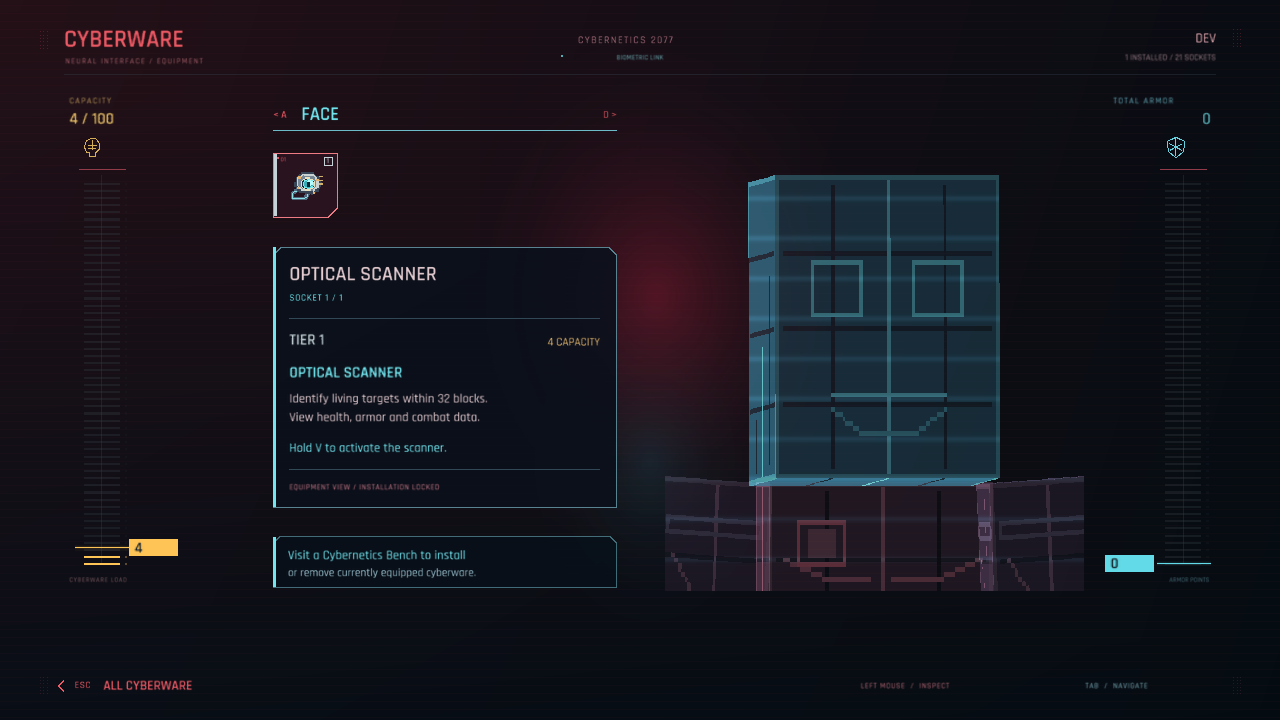 CYBERWARE
NEURAL INTERFACE / EQUIPMENT
CYBERNETICS 2077
BIOMETRIC LINK
DEV
1 INSTALLED / 21 SOCKETS
CAPACITY
4 / 100
< A FACE D >
TOTAL ARMOR
0
OPTICAL SCANNER
SOCKET 1 / 1
TIER 1 4 CAPACITY
OPTICAL SCANNER
Identify living targets within 32 blocks.
View health, armor and combat data.
Hold V to activate the scanner.
EQUIPMENT VIEW / INSTALLATION LOCKED
4
CYBERWARE LOAD
Visit a Cybernetics Bench to install
or remove currently equipped cyberware.
0
ARMOR POINTS
ESC ALL CYBERWARE
LEFT MOUSE / INSPECT
TAB / NAVIGATE